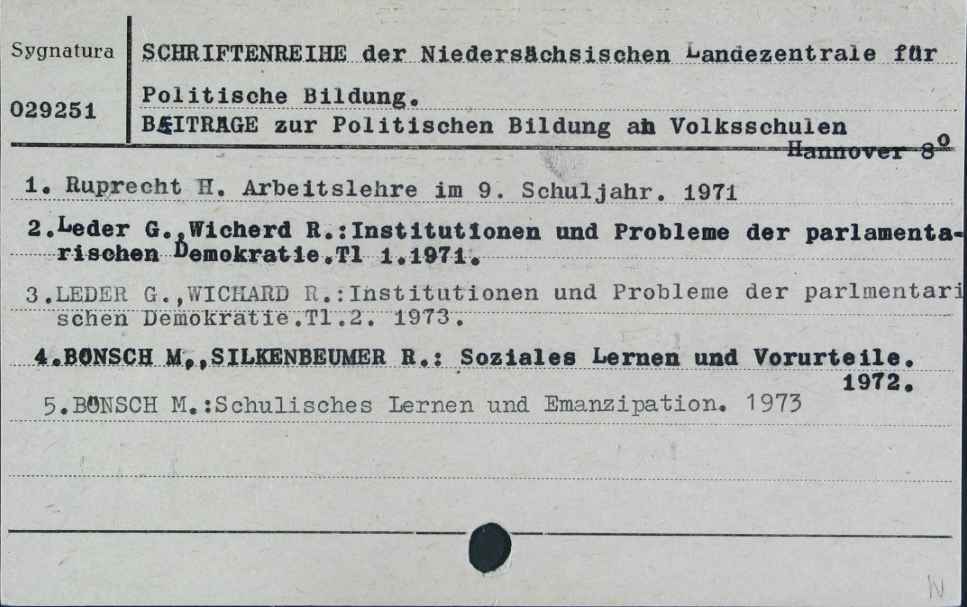 Sygnatura
029251
SCHRIFTENREIHE der Niedersächsischen Landezentrale für
Politische Bildung.
BEITRÄGE zur Politischen Bildung an Volksschulen
Hannover 8°
1. Ruprecht H. Arbeitslehre im 9. Schuljahr. 1971
2.Leder G.,Wicherd R.:Institutionen und Probleme der parlamenta-
rischen Demokratie.Tl 1.1971.
3.LEDER G.,WICHARD R.:Institutionen und Probleme der parlmentari
schen Demokratie.Tl.2. 1973.
4.BÖNSCH M,,SILKENBEUMER R.: Soziales Lernen und Vorurteile.
1972.
5.BÖNSCH M.:Schulisches Lernen und Emanzipation. 1973
N